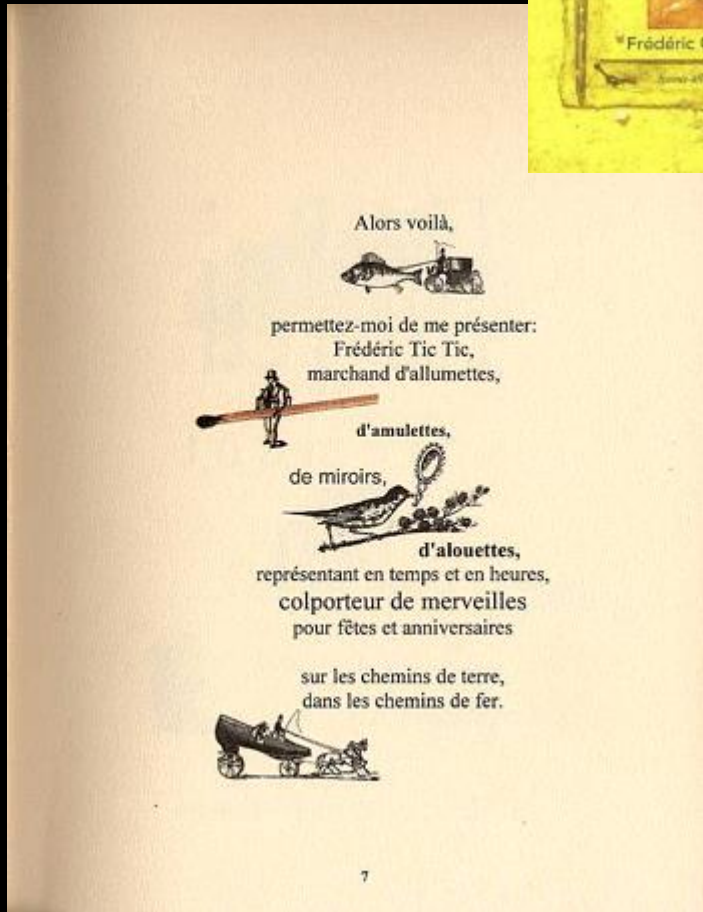 Frédéric
Alors voilà,
permettez-moi de me présenter:
Frédéric Tic Tic,
marchand d'allumettes,
d'amulettes,
de miroirs,
d'alouettes,
représentant en temps et en heures,
colporteur de merveilles
pour fêtes et anniversaires
sur les chemins de terre,
dans les chemins de fer.
7